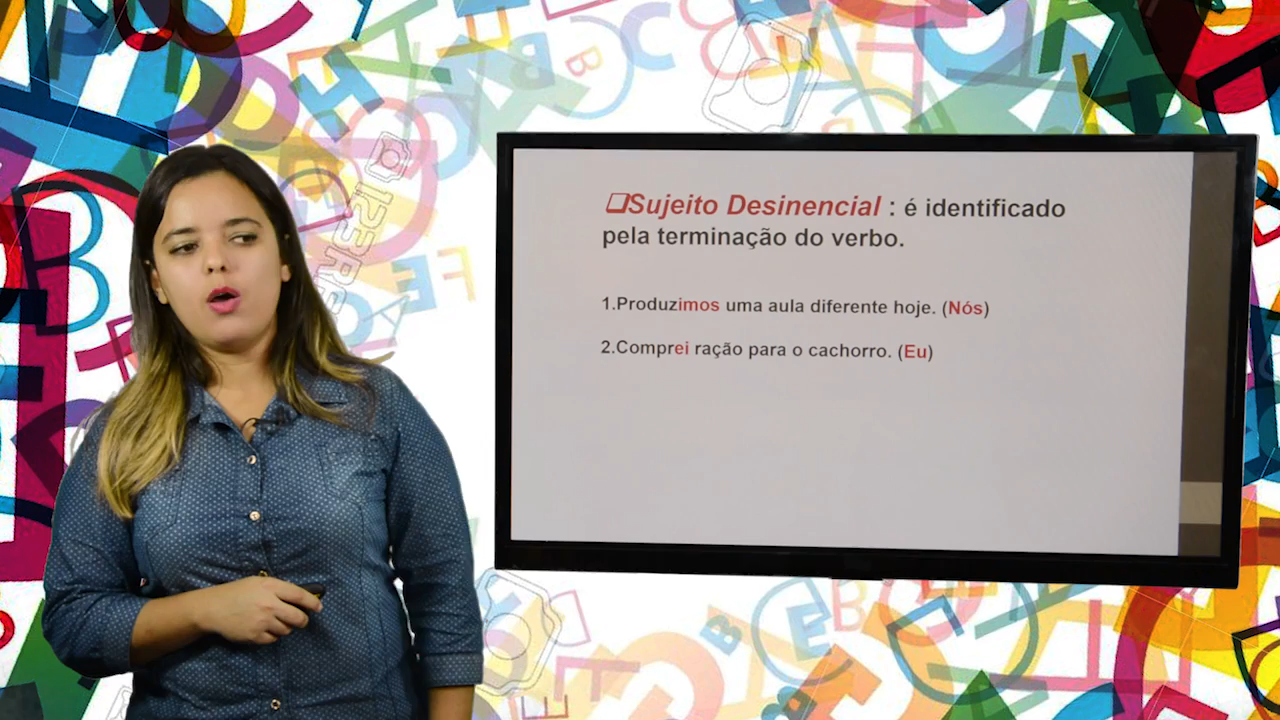 ❑Sujeito Desinencial : é identificado
pela terminação do verbo.
1.Produzimos uma aula diferente hoje. (Nós)
2.Comprei ração para o cachorro. (Eu)